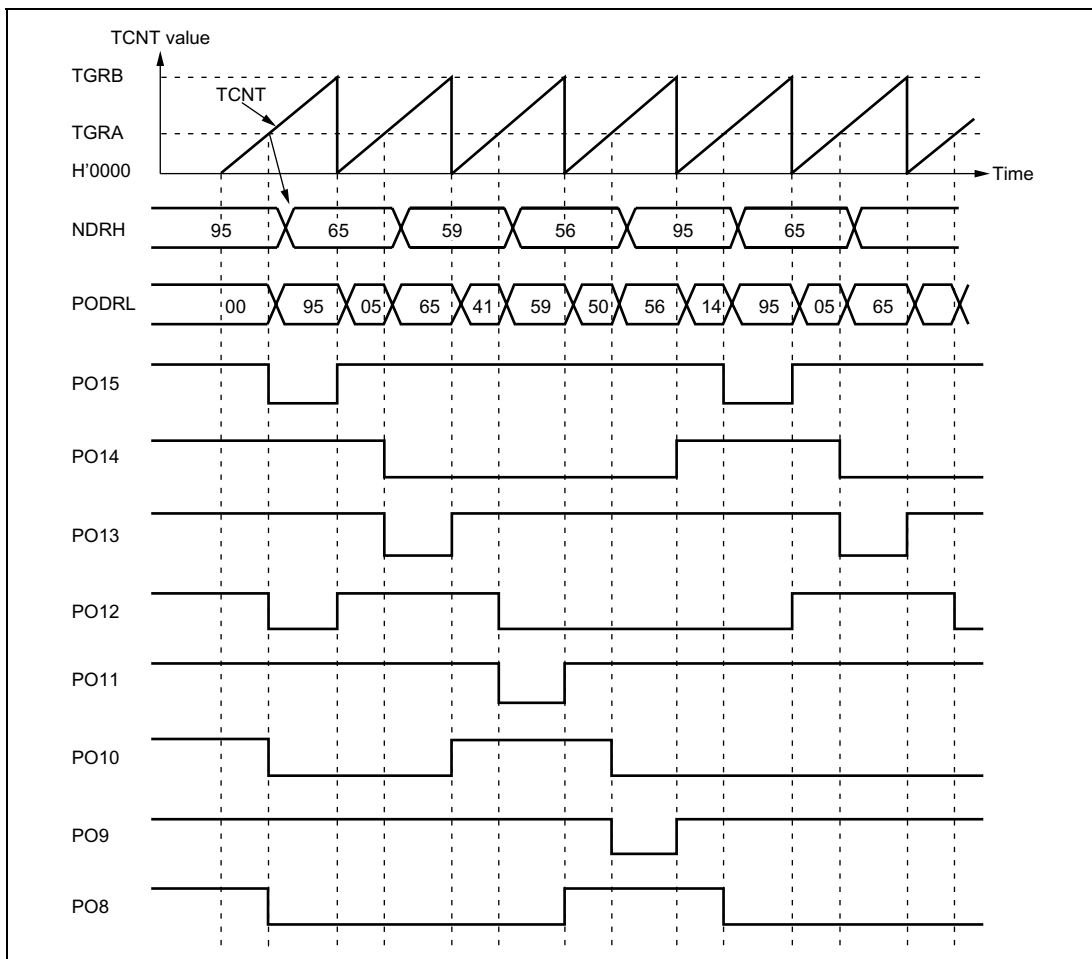 TCNT value
TGRB
TCNT
TGRA
H'0000
Time
NDRH 95 65 59 56 95 65
PODRL 00 95 05 65 41 59 50 56 14 95 05 65
PO15
PO14
PO13
PO12
PO11
PO10
PO9
PO8